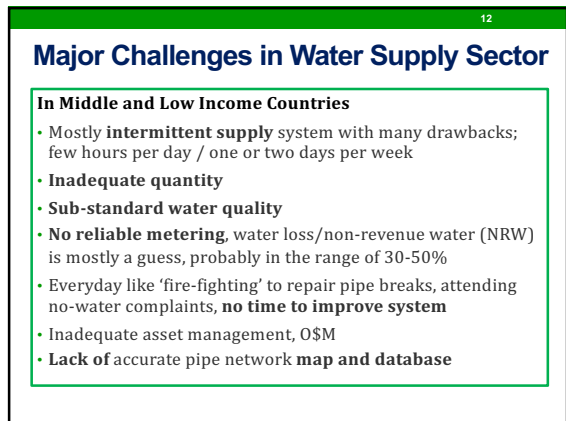 12
Major Challenges in Water Supply Sector
In Middle and Low Income Countries
• Mostly intermittent supply system with many drawbacks;
few hours per day / one or two days per week
• Inadequate quantity
• Sub-standard water quality
• No reliable metering, water loss/non-revenue water (NRW)
is mostly a guess, probably in the range of 30-50%
• Everyday like ‘fire-fighting’ to repair pipe breaks, attending
no-water complaints, no time to improve system
• Inadequate asset management, O$M
• Lack of accurate pipe network map and database